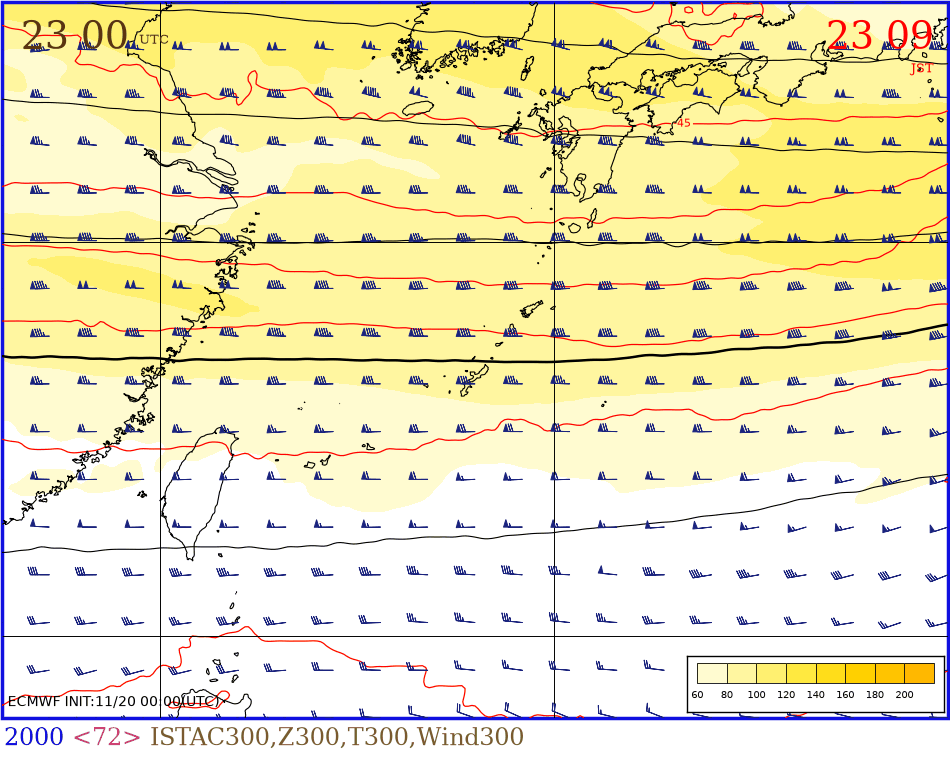 23.00 UTC
23 09
JST
-45
ECMWF INIT:11/20 00:00(UTC)
60 80 100 120 140 160 180 200
2000 <72> ISTAC300,Z300,T300,Wind300